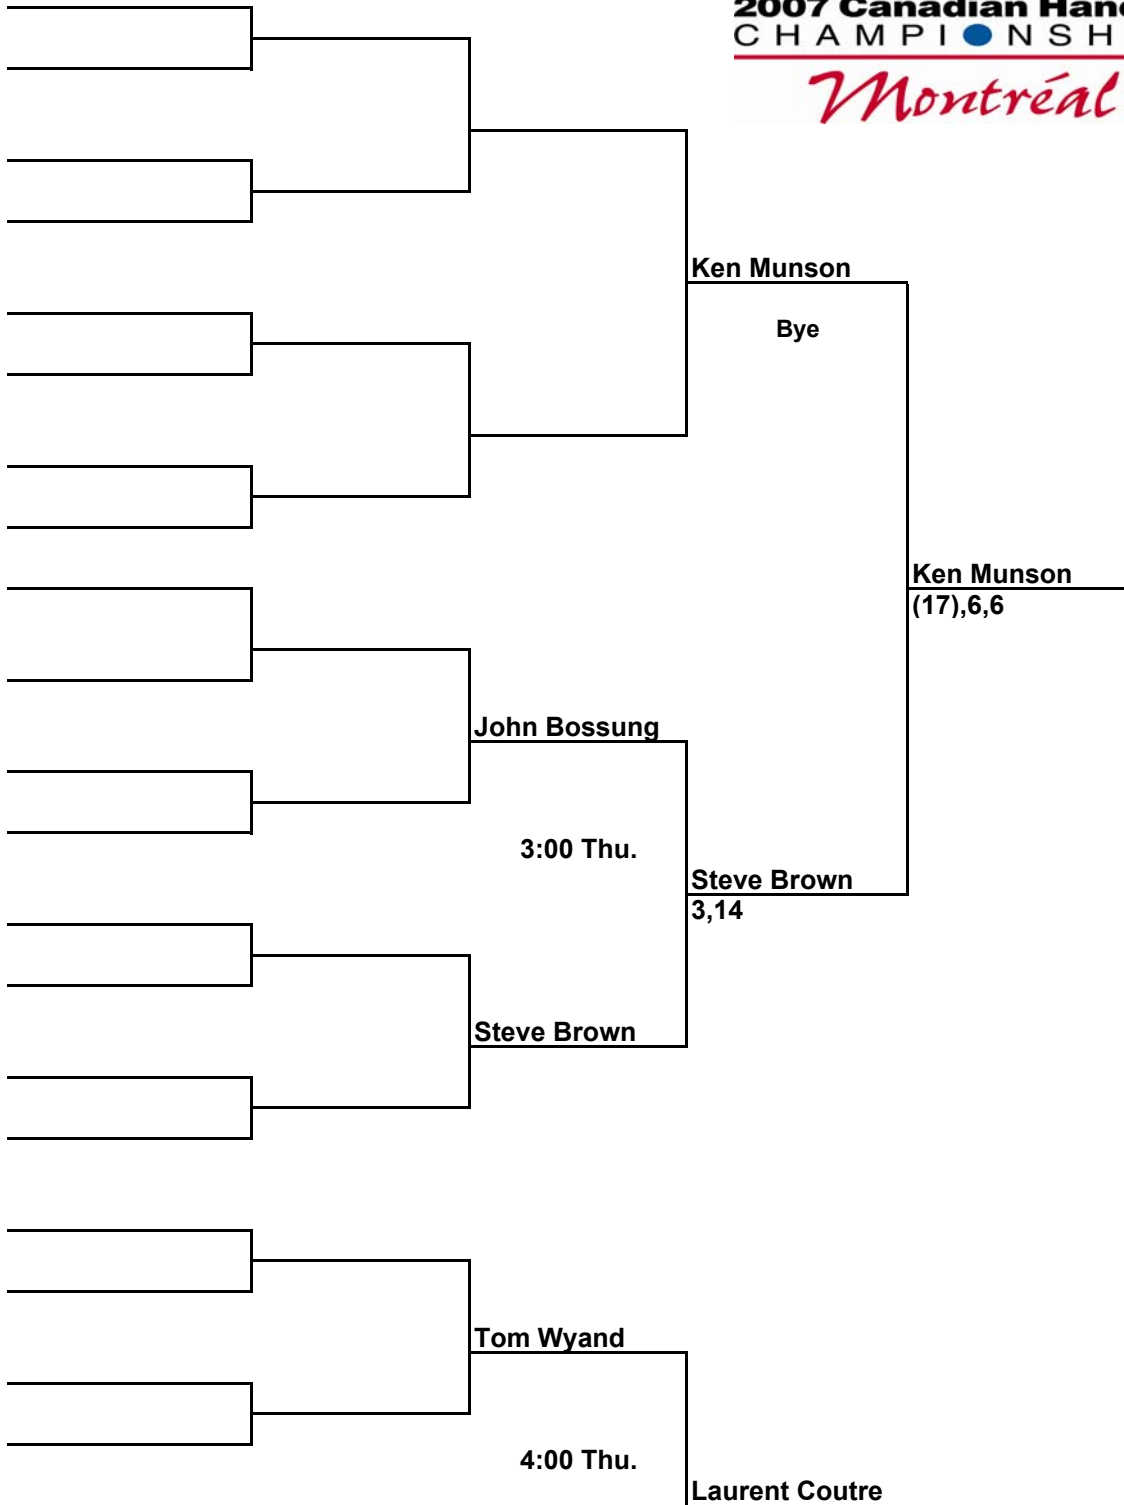 2007 Canadian Han
CHAMPIONSH
Montréal
Ken Munson
Bye
Ken Munson
(17),6,6
John Bossung
3:00 Thu.
Steve Brown
3,14
Steve Brown
Tom Wyand
4:00 Thu.
Laurent Coutre